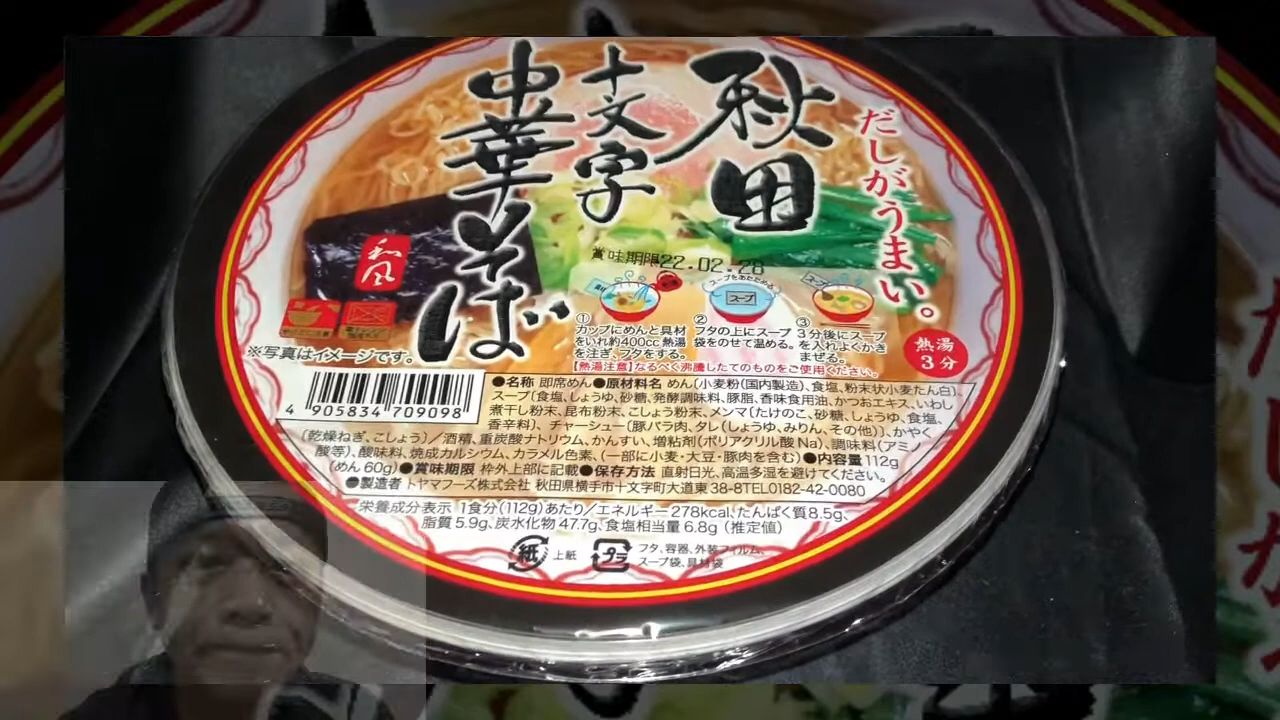 秋田
十文字
中華そば
だしがうまい。
和風
熱湯
3分
賞味期限22.02.28
スープをあたためる
スープ
スープ
①
カップにめんと具材
をいれ約400cc熱湯
を注ぎ、フタをする。
②
フタの上にスープ
袋をのせて温める。
③
3分後にスープ
を入れよくかき
まぜる。
【熱湯注意】なるべく沸騰したてのものをご使用ください。
※写真はイメージです。
4 905834 709098
●名称 即席めん●原材料名 めん〔小麦粉(国内製造)、食塩、粉末状小麦たん白〕、
スープ〔食塩、しょうゆ、砂糖、発酵調味料、豚脂、香味食用油、かつおエキス、いわし
煮干し粉末、昆布粉末、こしょう粉末、メンマ〔たけのこ、砂糖、しょうゆ、食塩、
香辛料〕、チャーシュー〔豚バラ肉、タレ(しょうゆ、みりん、その他)〕、かやく
〔乾燥ねぎ、こしょう〕／酒精、重炭酸ナトリウム、かんすい、増粘剤(ポリアクリル酸Na)、調味料(アミノ
酸等)、酸味料、焼成カルシウム、カラメル色素、(一部に小麦・大豆・豚肉を含む)●内容量 112g
(めん 60g)●賞味期限 枠外上部に記載●保存方法 直射日光、高温多湿を避けてください。
●製造者 トヤマフーズ株式会社 秋田県横手市十文字町大道東38-8TEL0182-42-0080
栄養成分表示 1食分(112g)あたり／エネルギー278kcal、たんぱく質8.5g、
脂質5.9g、炭水化物47.7g、食塩相当量6.8g（推定値）
紙 上紙
プラ フタ、容器、外装フィルム、
スープ袋、具材袋